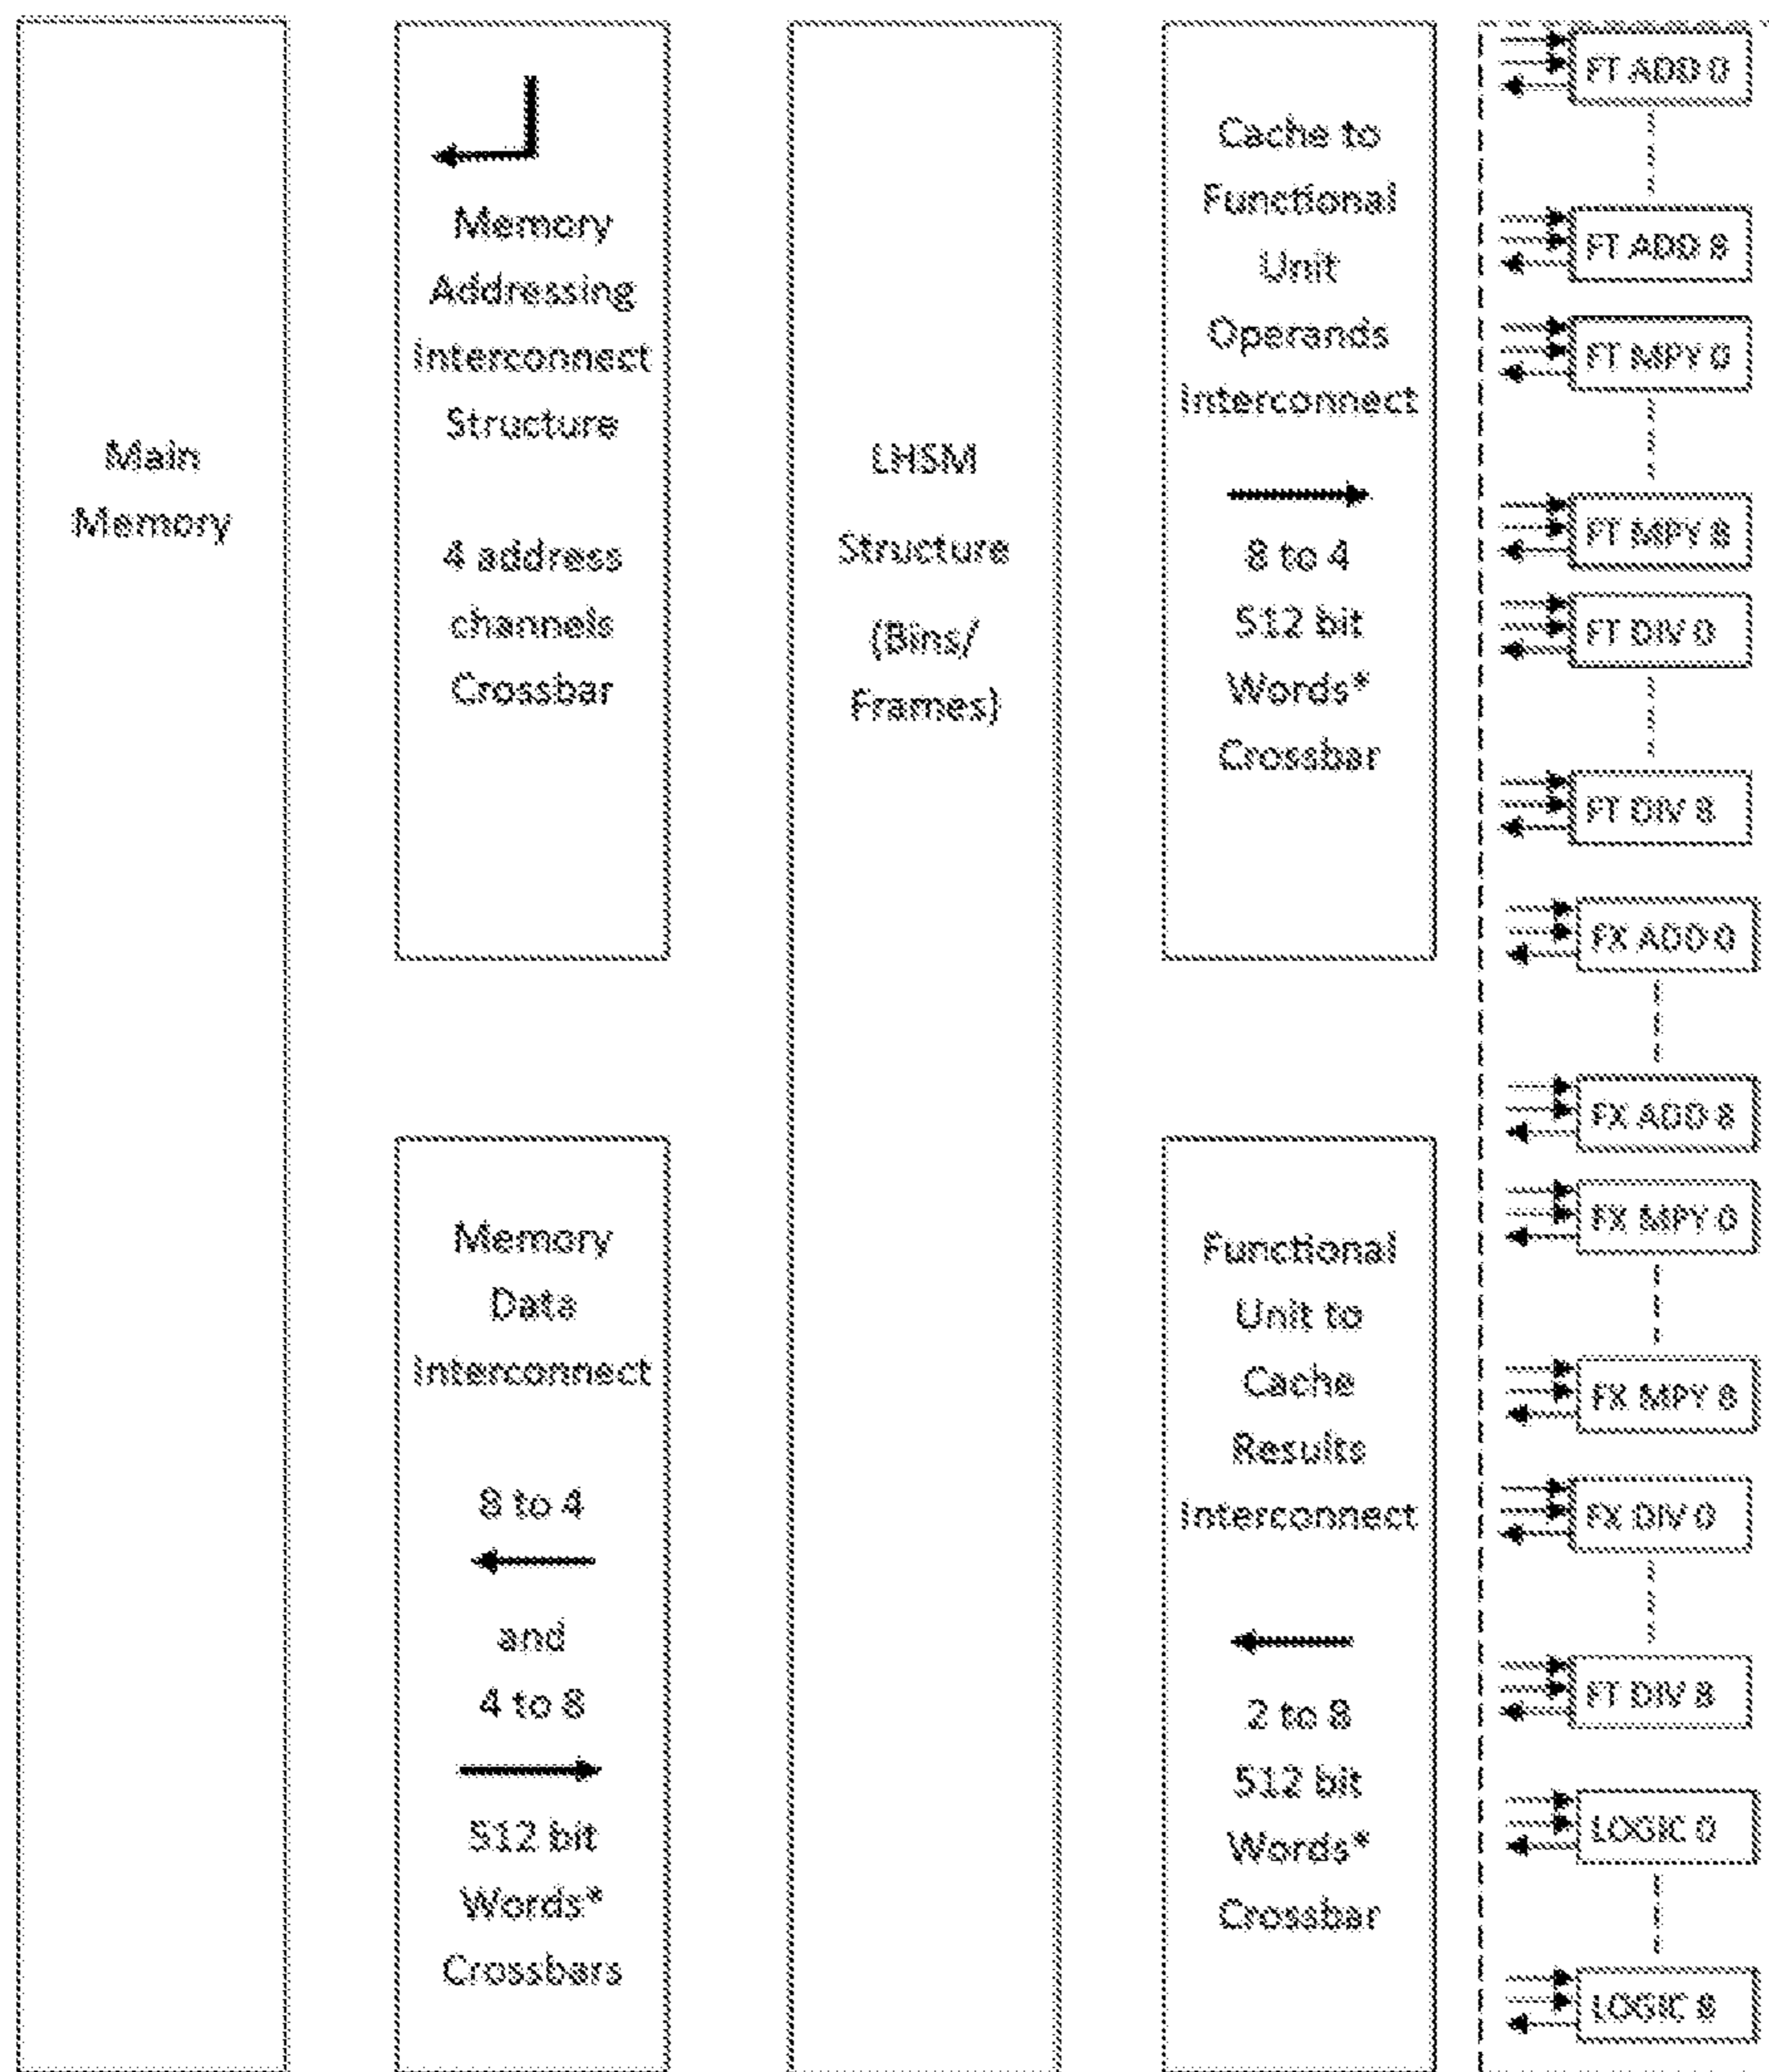 Main
Memory
Memory
Addressing
Interconnect
Structure
4 address
channels
Crossbar
Memory
Data
Interconnect
8 to 4
and
4 to 8
512 bit
Words*
Crossbars
LHSM
Structure
(Bins/
Frames)
Cache to
Functional
Unit
Operands
Interconnect
8 to 4
512 bit
Words*
Crossbar
Functional
Unit to
Cache
Results
Interconnect
2 to 8
512 bit
Words*
Crossbar
FT ADD 0
FT ADD 8
FT MPY 0
FT MPY 8
FT DIV 0
FT DIV 8
FX ADD 0
FX ADD 8
FX MPY 0
FX MPY 8
FX DIV 0
FT DIV 8
LOGIC 0
LOGIC 8